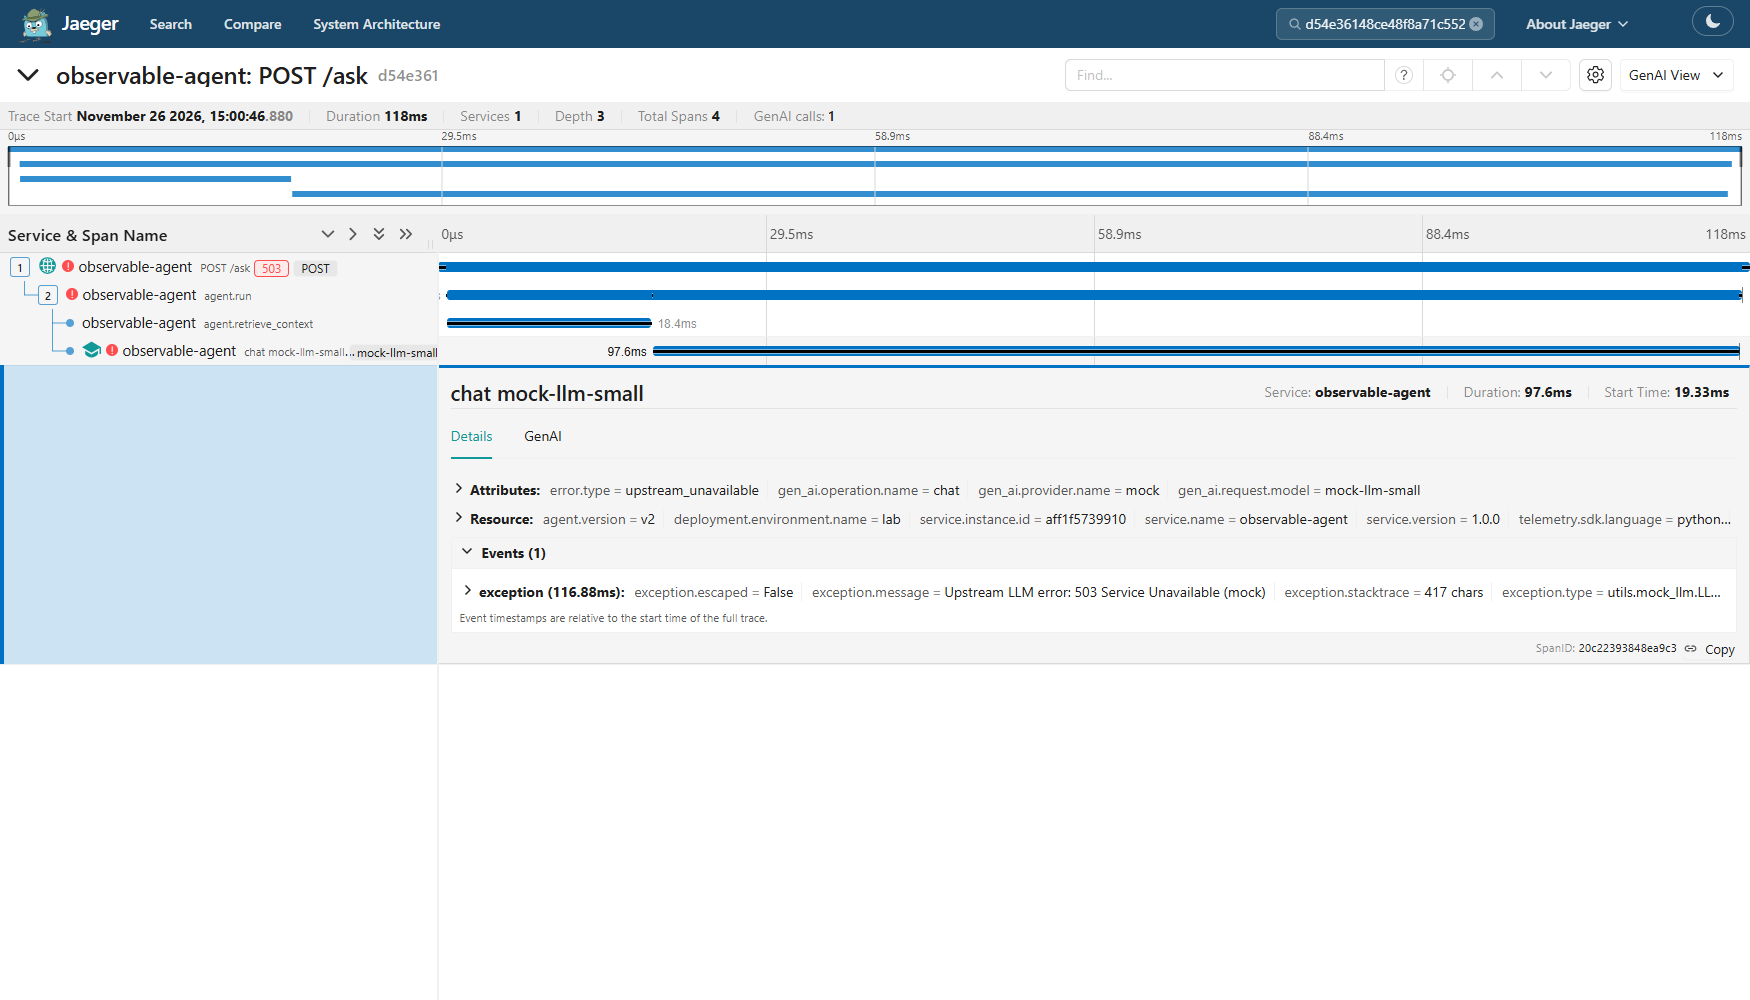 Jaeger Search Compare System Architecture d54e36148ce48f8a71c552 About Jaeger
observable-agent: POST /ask d54e361 Find... ? GenAI View
Trace Start November 26 2026, 15:00:46.880 Duration 118ms Services 1 Depth 3 Total Spans 4 GenAI calls: 1
0μs 29.5ms 58.9ms 88.4ms 118ms
Service & Span Name 0μs 29.5ms 58.9ms 88.4ms 118ms
1 observable-agent POST /ask 503 POST
2 observable-agent agent.run
observable-agent agent.retrieve_context 18.4ms
observable-agent chat mock-llm-small... mock-llm-small 97.6ms
chat mock-llm-small Service: observable-agent Duration: 97.6ms Start Time: 19.33ms
Details GenAI
Attributes: error.type = upstream_unavailable gen_ai.operation.name = chat gen_ai.provider.name = mock gen_ai.request.model = mock-llm-small
Resource: agent.version = v2 deployment.environment.name = lab service.instance.id = aff1f5739910 service.name = observable-agent service.version = 1.0.0 telemetry.sdk.language = python...
Events (1)
exception (116.88ms): exception.escaped = False exception.message = Upstream LLM error: 503 Service Unavailable (mock) exception.stacktrace = 417 chars exception.type = utils.mock_llm.LL...
Event timestamps are relative to the start time of the full trace.
SpanID: 20c22393848ea9c3 Copy